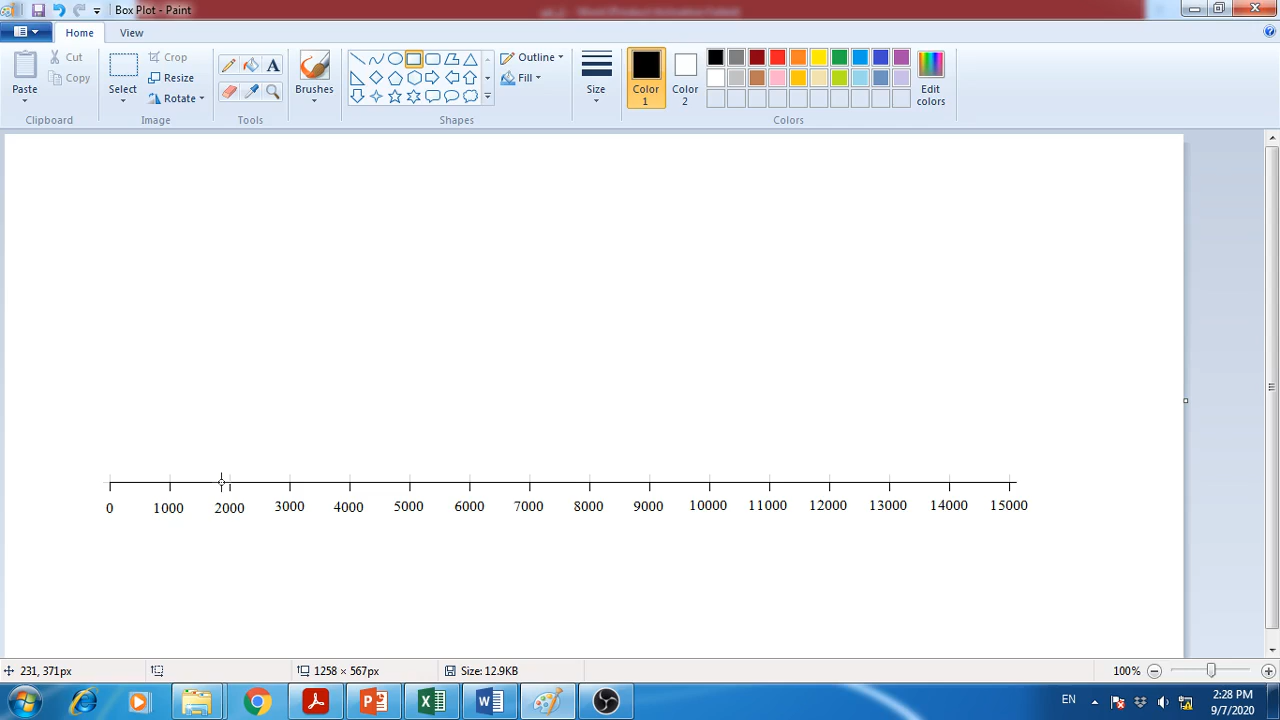 Box Plot - Paint
Home View
Paste
Cut
Copy
Clipboard
Select
Crop
Resize
Rotate
Image
A
Tools
Brushes
Outline
Fill
Shapes
Size
Color 1
Color 2
Edit colors
Colors
0 1000 2000 3000 4000 5000 6000 7000 8000 9000 10000 11000 12000 13000 14000 15000
231, 371px
1258 × 567px
Size: 12.9KB
100%
EN
2:28 PM
9/7/2020